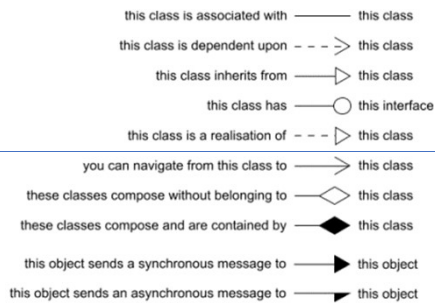 this class is associated with this class
this class is dependent upon this class
this class inherits from this class
this class has this interface
this class is a realisation of this class
you can navigate from this class to this class
these classes compose without belonging to this class
these classes compose and are contained by this class
this object sends a synchronous message to this object
this object sends an asynchronous message to this object